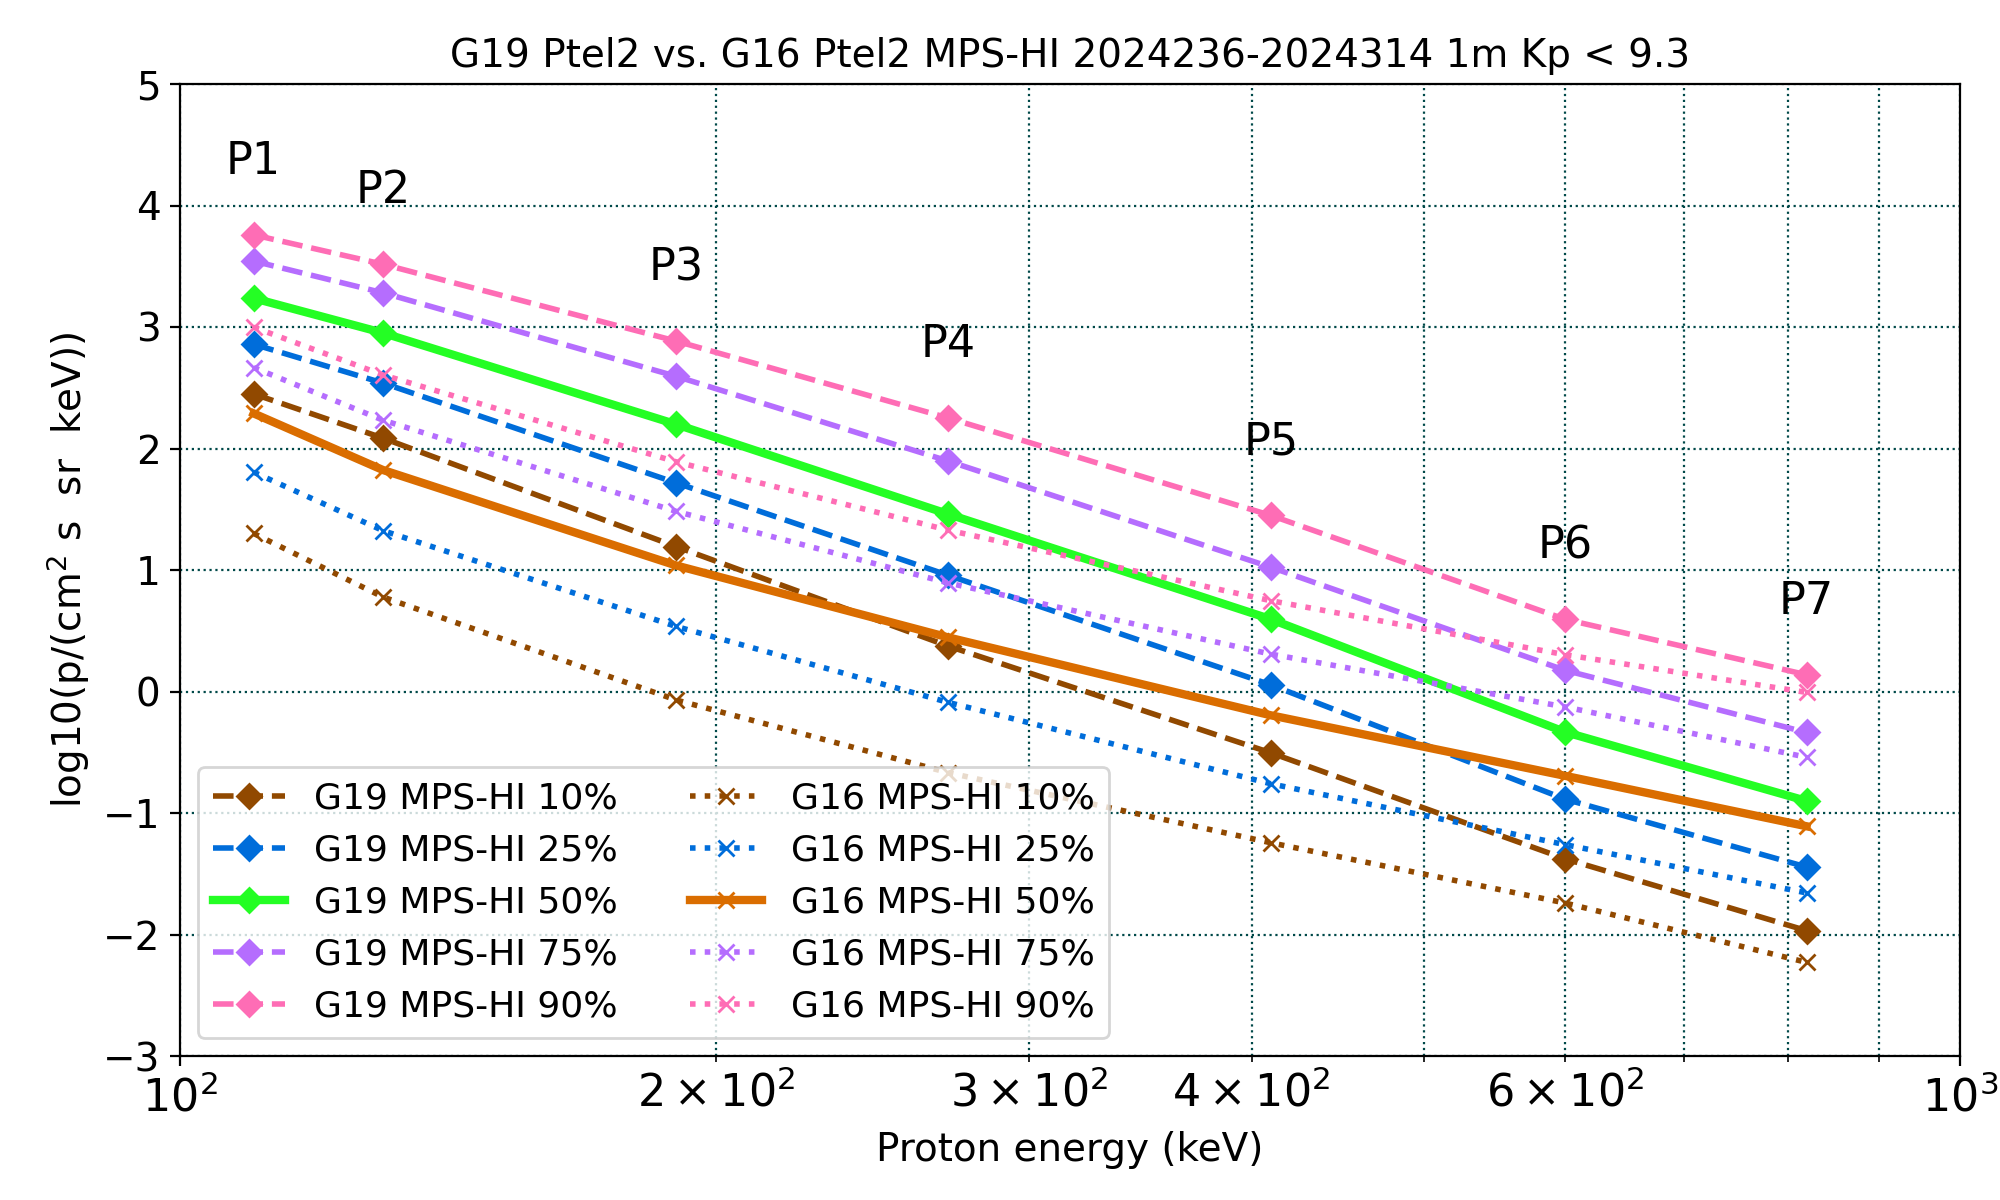 G19 Ptel2 vs. G16 Ptel2 MPS-HI 2024236-2024314 1m Kp < 9.3
5
4
3
2
1
0
−1
−2
−3
log10(p/(cm² s sr keV))
P1
P2
P3
P4
P5
P6
P7
G19 MPS-HI 10%
G19 MPS-HI 25%
G19 MPS-HI 50%
G19 MPS-HI 75%
G19 MPS-HI 90%
G16 MPS-HI 10%
G16 MPS-HI 25%
G16 MPS-HI 50%
G16 MPS-HI 75%
G16 MPS-HI 90%
10² 2 × 10² 3 × 10² 4 × 10² 6 × 10² 10³
Proton energy (keV)